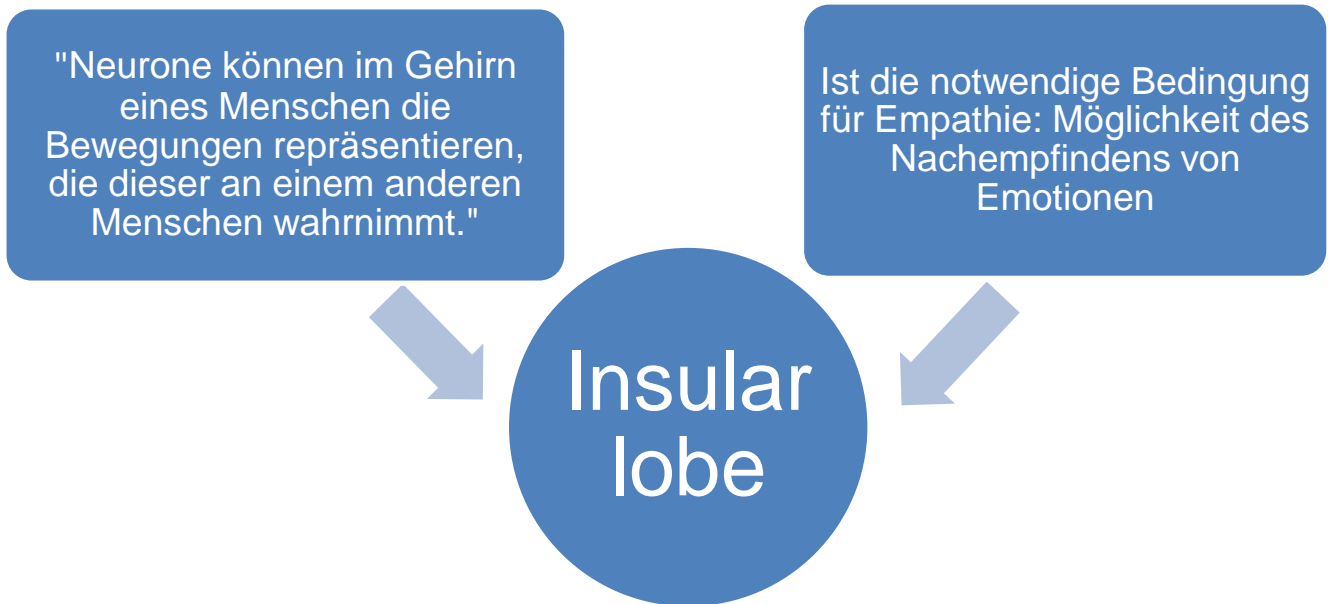 "Neurone können im Gehirn
eines Menschen die
Bewegungen repräsentieren,
die dieser an einem anderen
Menschen wahrnimmt."
Ist die notwendige Bedingung
für Empathie: Möglichkeit des
Nachempfindens von
Emotionen
Insular
lobe